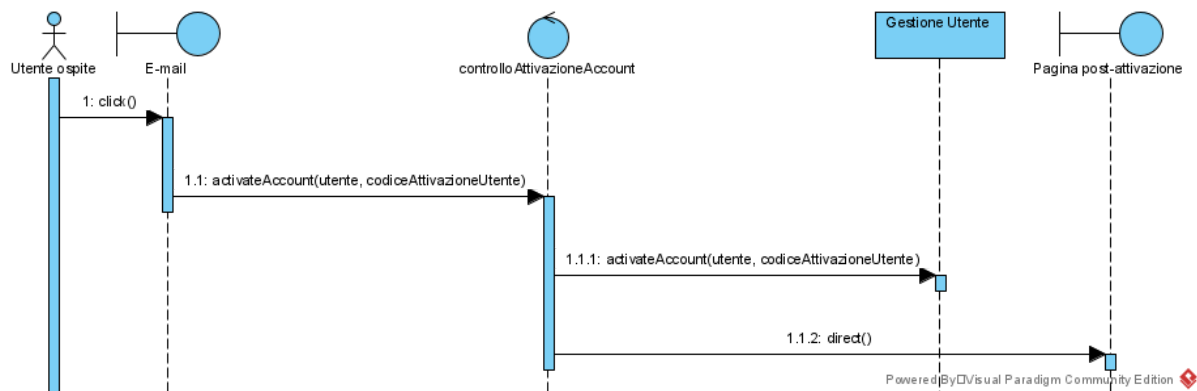 Gestione Utente
Utente ospite
E-mail
controlloAttivazioneAccount
Pagina post-attivazione
1: click()
1.1: activateAccount(utente, codiceAttivazioneUtente)
1.1.1: activateAccount(utente, codiceAttivazioneUtente)
1.1.2: direct()
Powered By Visual Paradigm Community Edition